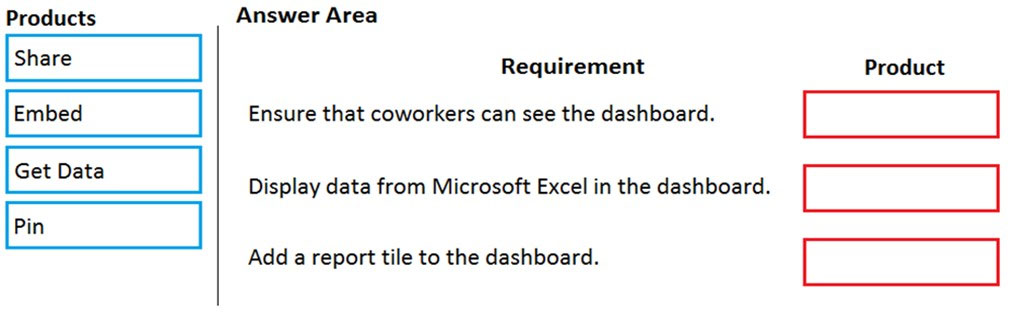 Products
Share
Embed
Get Data
Pin
Answer Area
Requirement Product
Ensure that coworkers can see the dashboard.
Display data from Microsoft Excel in the dashboard.
Add a report tile to the dashboard.